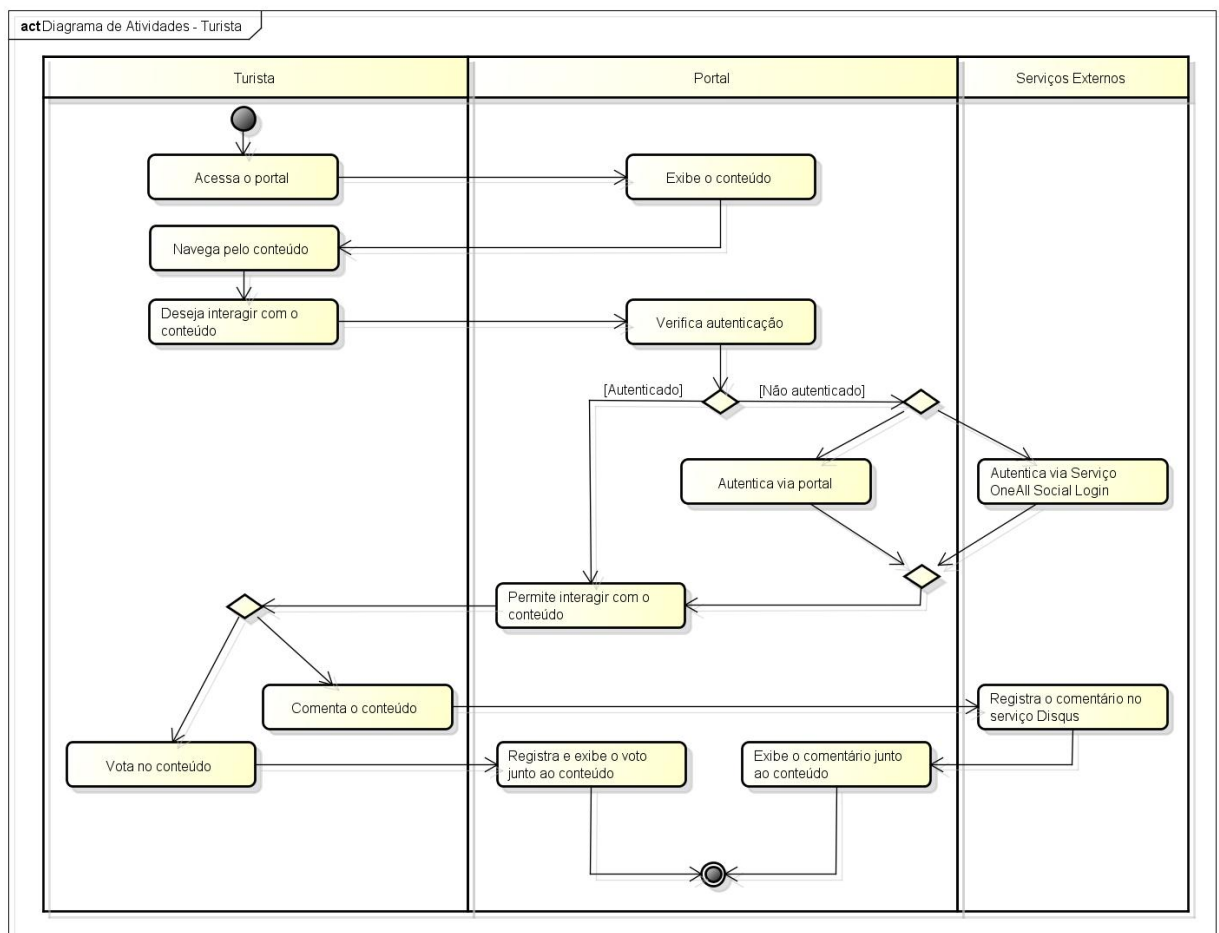 act Diagrama de Atividades - Turista
Turista
Portal
Serviços Externos
Acessa o portal
Exibe o conteúdo
Navega pelo conteúdo
Deseja interagir com o
conteúdo
Verifica autenticação
[Autenticado]
[Não autenticado]
Autentica via portal
Autentica via Serviço
OneAll Social Login
Permite interagir com o
conteúdo
Comenta o conteúdo
Registra o comentário no
serviço Disqus
Vota no conteúdo
Registra e exibe o voto
junto ao conteúdo
Exibe o comentário junto
ao conteúdo